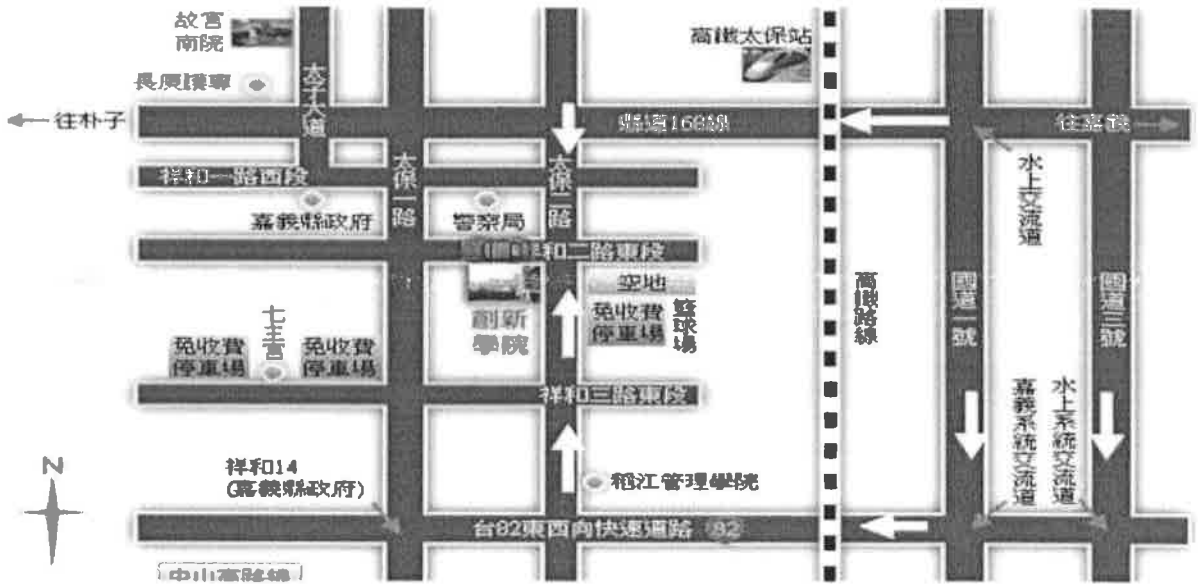 故宮
南院
高鐵太保站
長庚護專
太子大道
往朴子
縣道168線
往嘉義
祥和一路西段
太保一路
太保二路
水上交流道
嘉義縣政府
警察局
和二路東段
空地
免收費
停車場
籃球場
高鐵路線
國道一號
國道三號
創新
學院
七王宮
免收費
停車場
免收費
停車場
祥和三路東段
嘉義系統交流道
水上系統交流道
N
祥和14
(嘉義縣政府)
稻江管理學院
台82東西向快速道路
82
中山高路線